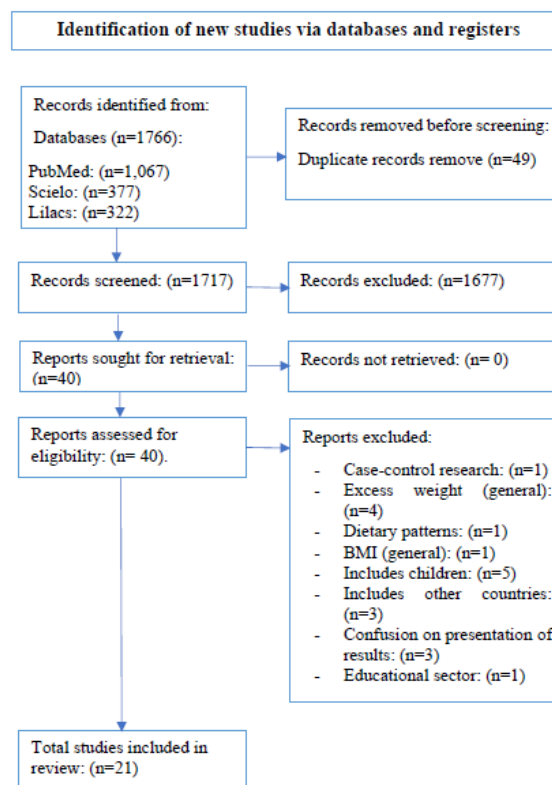 Identification of new studies via databases and registers
Records identified from:
Databases (n=1766):
PubMed: (n=1,067)
Scielo: (n=377)
Lilacs: (n=322)
Records removed before screening:
Duplicate records remove (n=49)
Records screened: (n=1717)
Records excluded: (n=1677)
Reports sought for retrieval:
(n=40)
Records not retrieved: (n= 0)
Reports assessed for
eligibility: (n= 40).
Reports excluded:
- Case-control research: (n=1)
- Excess weight (general):
(n=4)
- Dietary patterns: (n=1)
- BMI (general): (n=1)
- Includes children: (n=5)
- Includes other countries:
(n=3)
- Confusion on presentation of
results: (n=3)
- Educational sector: (n=1)
Total studies included in
review: (n=21)